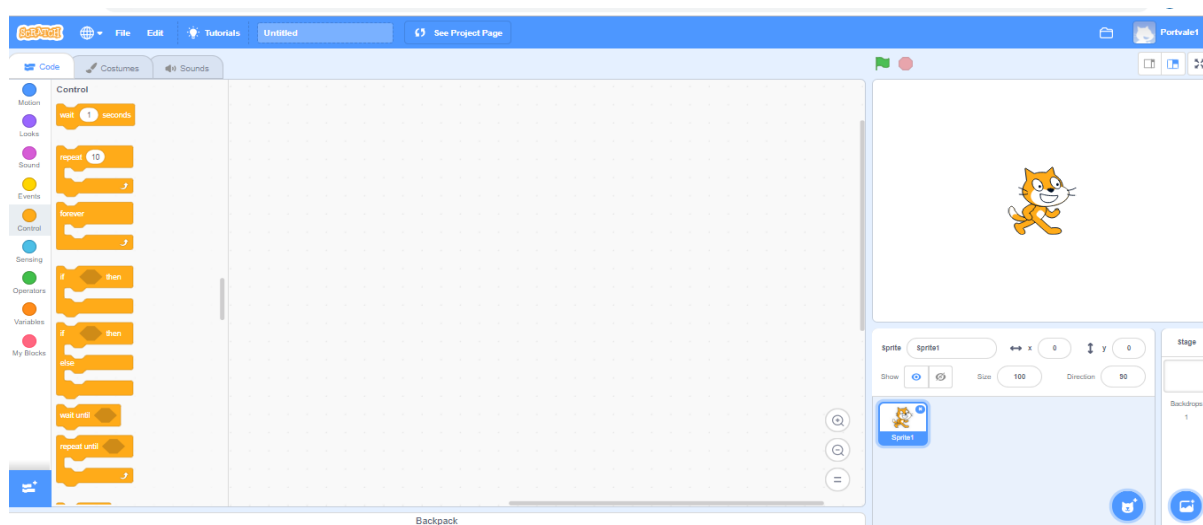 SCRATCH File Edit Tutorials Untitled See Project Page Portvale1
Code Costumes Sounds
Motion
Looks
Sound
Events
Control
Sensing
Operators
Variables
My Blocks
Control
wait 1 seconds
repeat 10
forever
if then
if then
else
wait until
repeat until
Sprite Sprite1 x 0 y 0
Show Size 100 Direction 90
Sprite1
Stage
Backdrops
1
Backpack